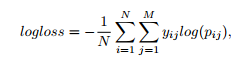 logloss = -\frac{1}{N} \sum_{i=1}^{N} \sum_{j=1}^{M} y_{ij} log(p_{ij}),